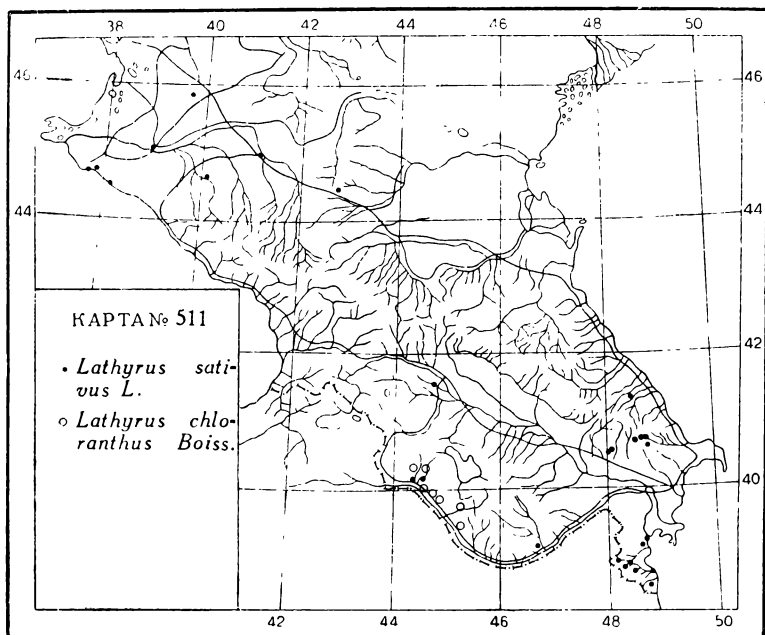 38 40 42 44 46 48 50
46 46
44 44
КАРТА № 511
• Lathyrus sati-
vus L.
○ Lathyrus chlo-
ranthus Boiss.
42
40
42 44 46 48 50